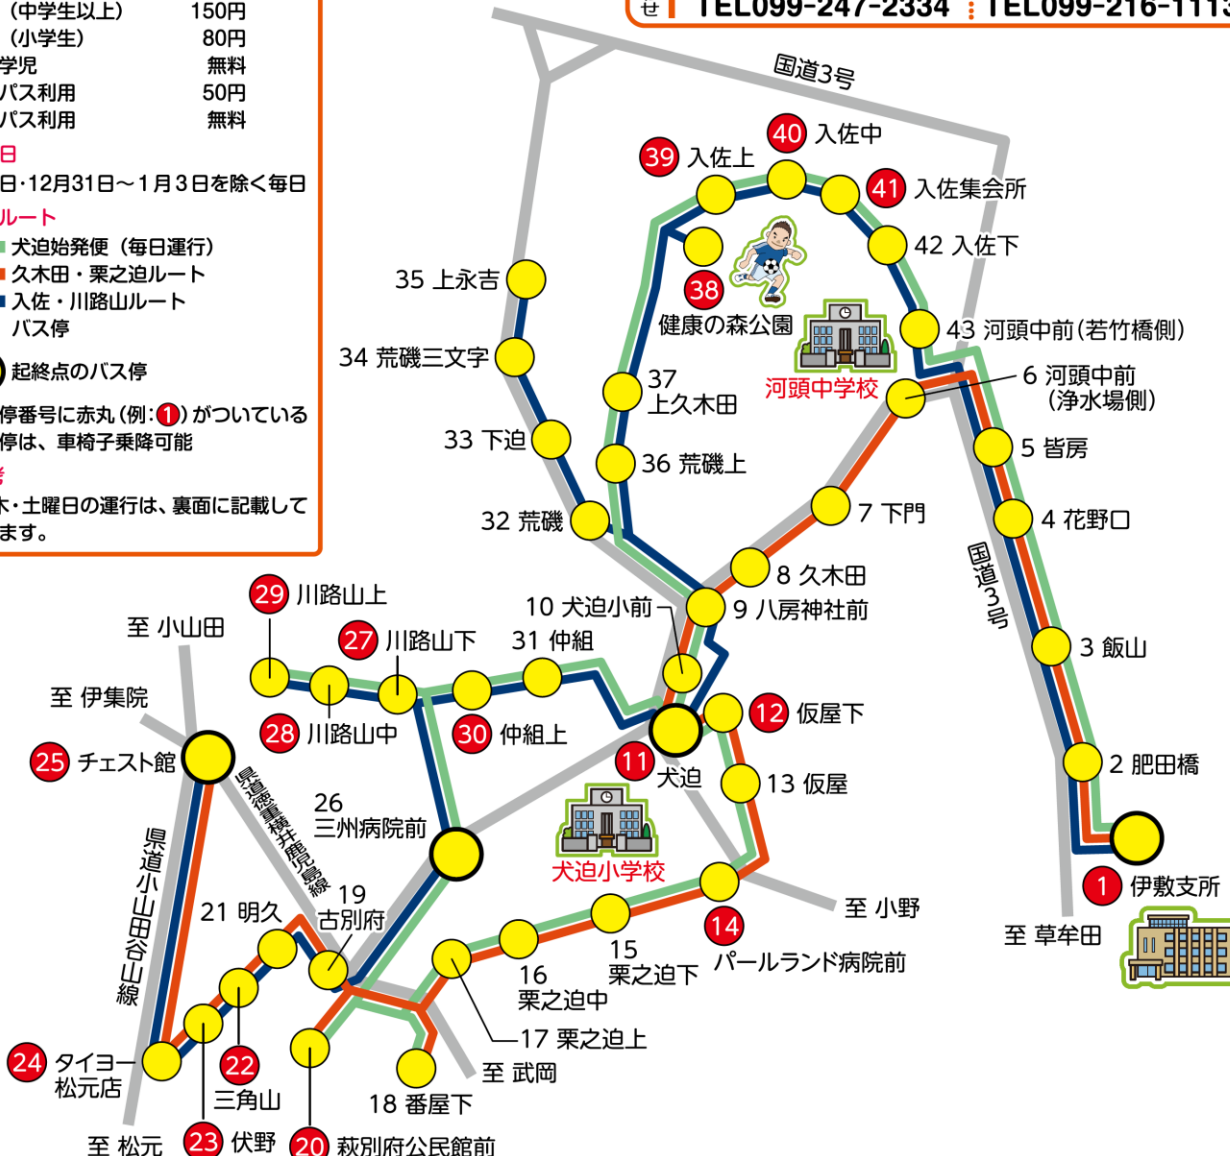 （中学生以上） 150円
（小学生） 80円
学児 無料
パス利用 50円
パス利用 無料
日
日・12月31日～1月3日を除く毎日
ルート
犬迫始発便（毎日運行）
久木田・栗之迫ルート
入佐・川路山ルート
バス停
起終点のバス停
停番号に赤丸（例：1）がついている
停は、車椅子乗降可能
木・土曜日の運行は、裏面に記載して
ます。
せ
TEL099-247-2334
TEL099-216-1113
国道3号
40 入佐中
39 入佐上
41 入佐集会所
42 入佐下
38
健康の森公園
35 上永吉
43 河頭中前（若竹橋側）
34 荒磯三文字
河頭中学校
37
上久木田
6 河頭中前
（浄水場側）
33 下迫
36 荒磯上
5 皆房
32 荒磯
7 下門
4 花野口
国道3号
8 久木田
29 川路山上
10 犬迫小前
9 八房神社前
至 小山田
27 川路山下
31 仲組
3 飯山
至 伊集院
28 川路山中
30 仲組上
12 仮屋下
25 チェスト館
11 犬迫
2 肥田橋
県道徳重横井鹿児島線
26
三州病院前
13 仮屋
県道小山田谷山線
犬迫小学校
1 伊敷支所
19
古別府
21 明久
至 小野
14
パールランド病院前
至 草牟田
15
栗之迫下
16
栗之迫中
17 栗之迫上
24 タイヨー
松元店
22
三角山
至 武岡
18 番屋下
至 松元
23 伏野
20 萩別府公民館前